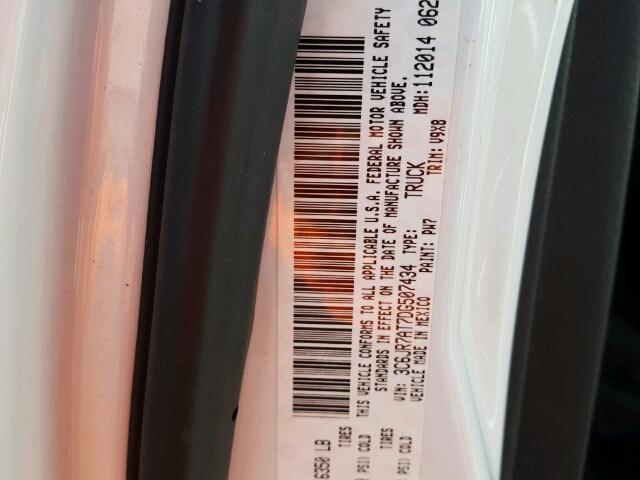 6350 LB TIRES
PSI) COLD TIRES
PSI) COLD
THIS VEHICLE CONFORMS TO ALL APPLICABLE U.S.A. FEDERAL MOTOR VEHICLE SAFETY
STANDARDS IN EFFECT ON THE DATE OF MANUFACTURE SHOWN ABOVE.
VIN: 3C6JR7AT7DG507434 TYPE: TRUCK MDH: 112014 062
VEHICLE MADE IN MEXICO PAINT: PW7 TRIM: V9X8